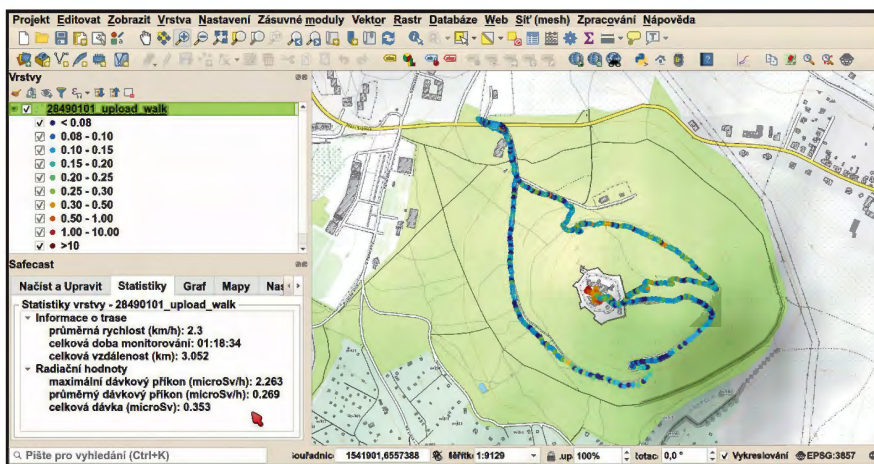 Projekt Editovat Zobrazit Vrstva Nastavení Zásuvné moduly Vektor Rastr Databáze Web Síť (mesh) Zpracování Nápověda
Vrstvy
28490101_upload_walk
< 0.08
0.08 - 0.10
0.10 - 0.15
0.15 - 0.20
0.20 - 0.25
0.25 - 0.30
0.30 - 0.50
0.50 - 1.00
1.00 - 10.00
>10
Safecast
Načíst a Upravit Statistiky Graf Mapy Nas
Statistiky vrstvy - 28490101_upload_walk
Informace o trase
průměrná rychlost (km/h): 2.3
celková doba monitorování: 01:18:34
celková vzdálenost (km): 3.052
Radiační hodnoty
maximální dávkový příkon (microSv/h): 2.263
průměrný dávkový příkon (microSv/h): 0.269
celková dávka (microSv): 0.353
Pište pro vyhledání (Ctrl+K) ouřadnice 1541901,6557388 Měřítko 1:9129 .up 100% totac 0,0 ° Vykreslování EPSG:3857